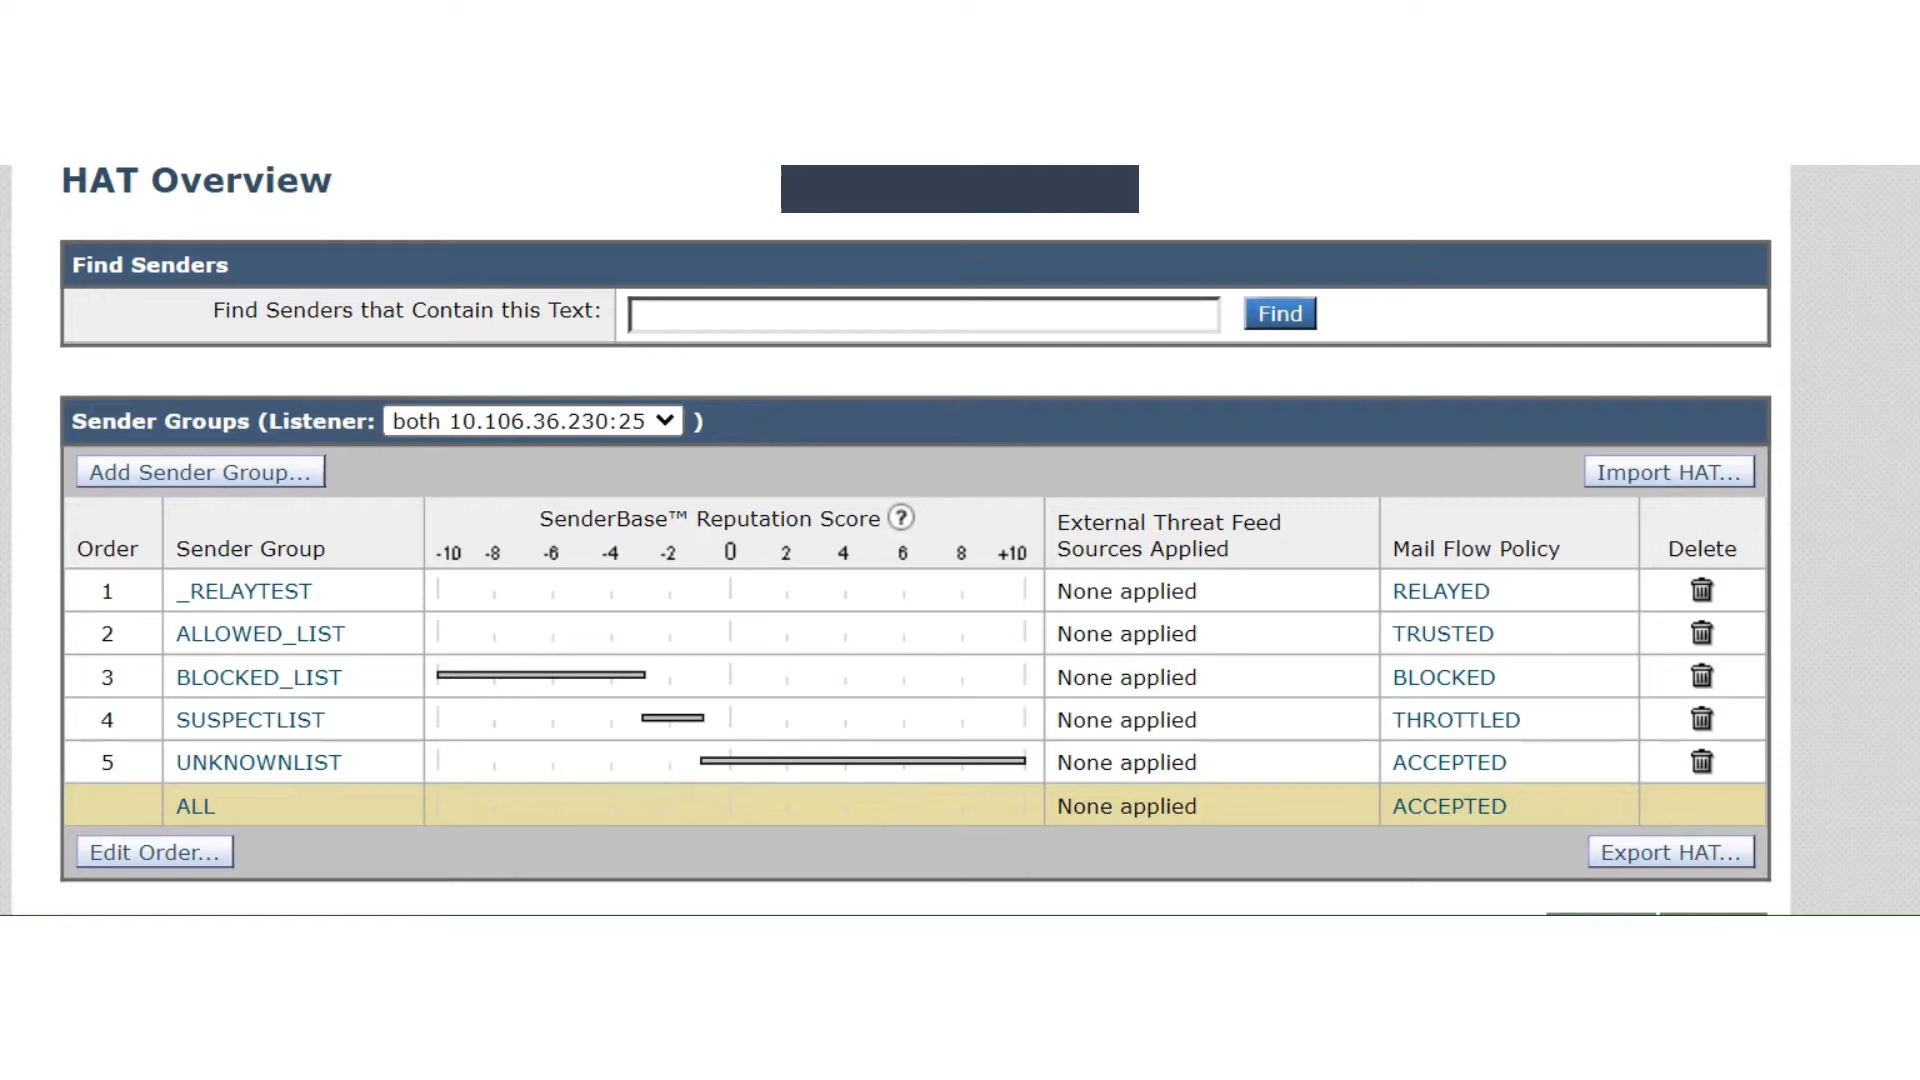 HAT Overview
Find Senders
Find Senders that Contain this Text: Find
Sender Groups (Listener: both 10.106.36.230:25 )
Add Sender Group... Import HAT...
SenderBase™ Reputation Score ?
External Threat Feed
Order Sender Group -10 -8 -6 -4 -2 0 2 4 6 8 +10 Sources Applied Mail Flow Policy Delete
1 _RELAYTEST None applied RELAYED
2 ALLOWED_LIST None applied TRUSTED
3 BLOCKED_LIST None applied BLOCKED
4 SUSPECTLIST None applied THROTTLED
5 UNKNOWNLIST None applied ACCEPTED
ALL None applied ACCEPTED
Edit Order... Export HAT...